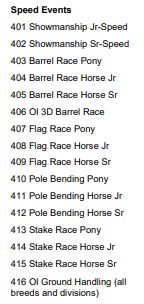 Speed Events
401 Showmanship Jr-Speed
402 Showmanship Sr-Speed
403 Barrel Race Pony
404 Barrel Race Horse Jr
405 Barrel Race Horse Sr
406 OI 3D Barrel Race
407 Flag Race Pony
408 Flag Race Horse Jr
409 Flag Race Horse Sr
410 Pole Bending Pony
411 Pole Bending Horse Jr
412 Pole Bending Horse Sr
413 Stake Race Pony
414 Stake Race Horse Jr
415 Stake Race Horse Sr
416 OI Ground Handling (all
breeds and divisions)